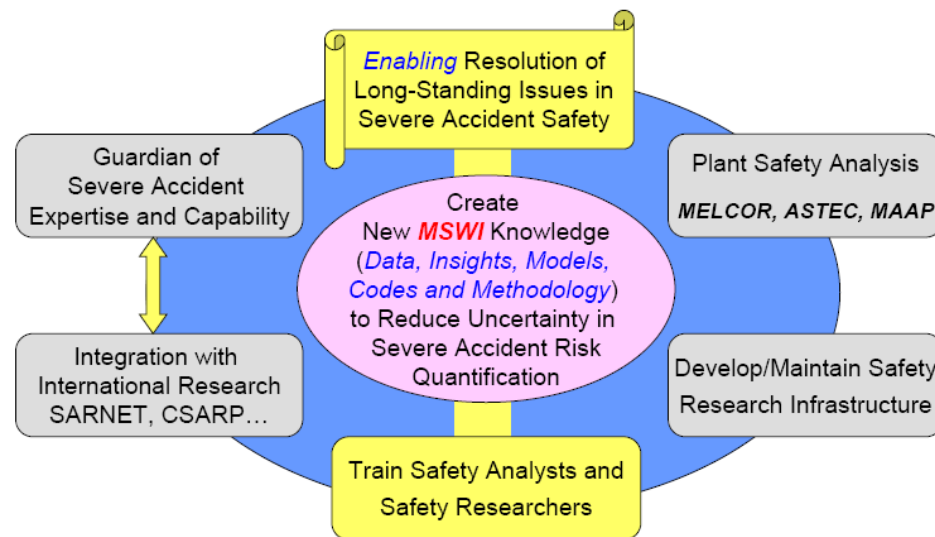 Enabling Resolution of
Long-Standing Issues in
Severe Accident Safety
Guardian of
Severe Accident
Expertise and Capability
Plant Safety Analysis
MELCOR, ASTEC, MAAP
Create
New MSWI Knowledge
(Data, Insights, Models,
Codes and Methodology)
to Reduce Uncertainty in
Severe Accident Risk
Quantification
Integration with
International Research
SARNET, CSARP…
Develop/Maintain Safety
Research Infrastructure
Train Safety Analysts and
Safety Researchers